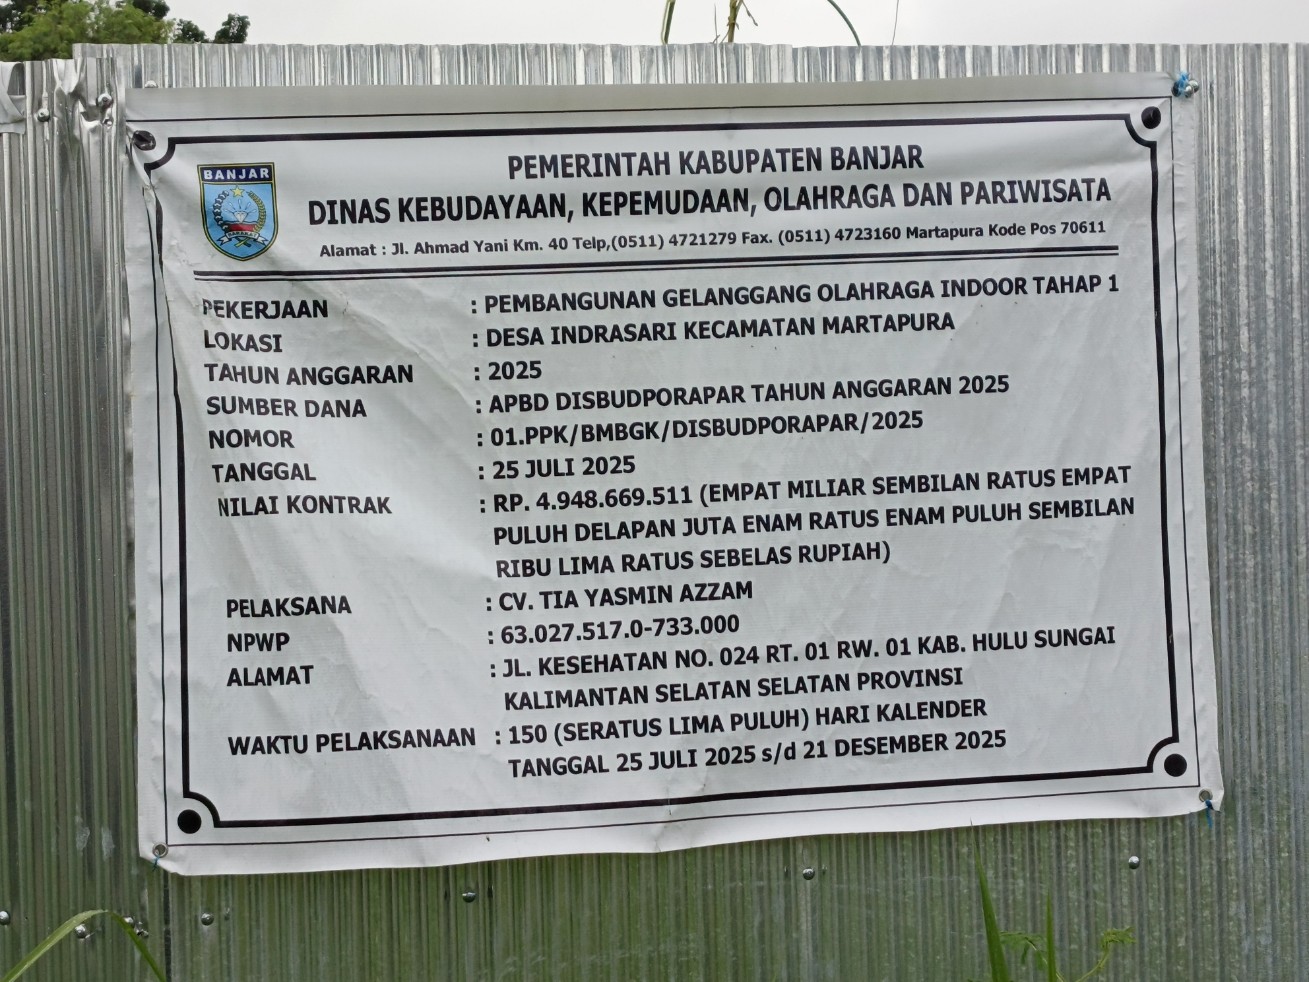 BANJAR
PEMERINTAH KABUPATEN BANJAR
DINAS KEBUDAYAAN, KEPEMUDAAN, OLAHRAGA DAN PARIWISATA
Alamat : Jl. Ahmad Yani Km. 40 Telp,(0511) 4721279 Fax. (0511) 4723160 Martapura Kode Pos 70611
PEKERJAAN : PEMBANGUNAN GELANGGANG OLAHRAGA INDOOR TAHAP 1
LOKASI : DESA INDRASARI KECAMATAN MARTAPURA
TAHUN ANGGARAN : 2025
SUMBER DANA : APBD DISBUDPORAPAR TAHUN ANGGARAN 2025
NOMOR : 01.PPK/BMBGK/DISBUDPORAPAR/2025
TANGGAL : 25 JULI 2025
NILAI KONTRAK : RP. 4.948.669.511 (EMPAT MILIAR SEMBILAN RATUS EMPAT
PULUH DELAPAN JUTA ENAM RATUS ENAM PULUH SEMBILAN
RIBU LIMA RATUS SEBELAS RUPIAH)
PELAKSANA : CV. TIA YASMIN AZZAM
NPWP : 63.027.517.0-733.000
ALAMAT : JL. KESEHATAN NO. 024 RT. 01 RW. 01 KAB. HULU SUNGAI
KALIMANTAN SELATAN SELATAN PROVINSI
WAKTU PELAKSANAAN : 150 (SERATUS LIMA PULUH) HARI KALENDER
TANGGAL 25 JULI 2025 s/d 21 DESEMBER 2025